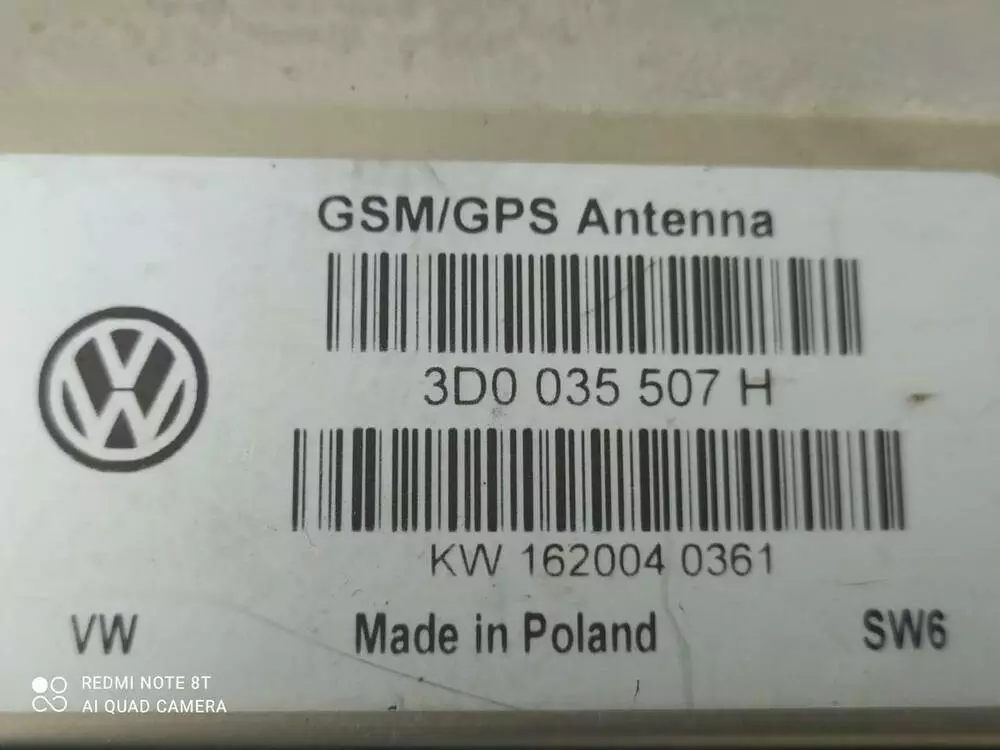 GSM/GPS Antenna
3D0 035 507 H
KW 162004 0361
VW Made in Poland SW6
REDMI NOTE 8T
AI QUAD CAMERA